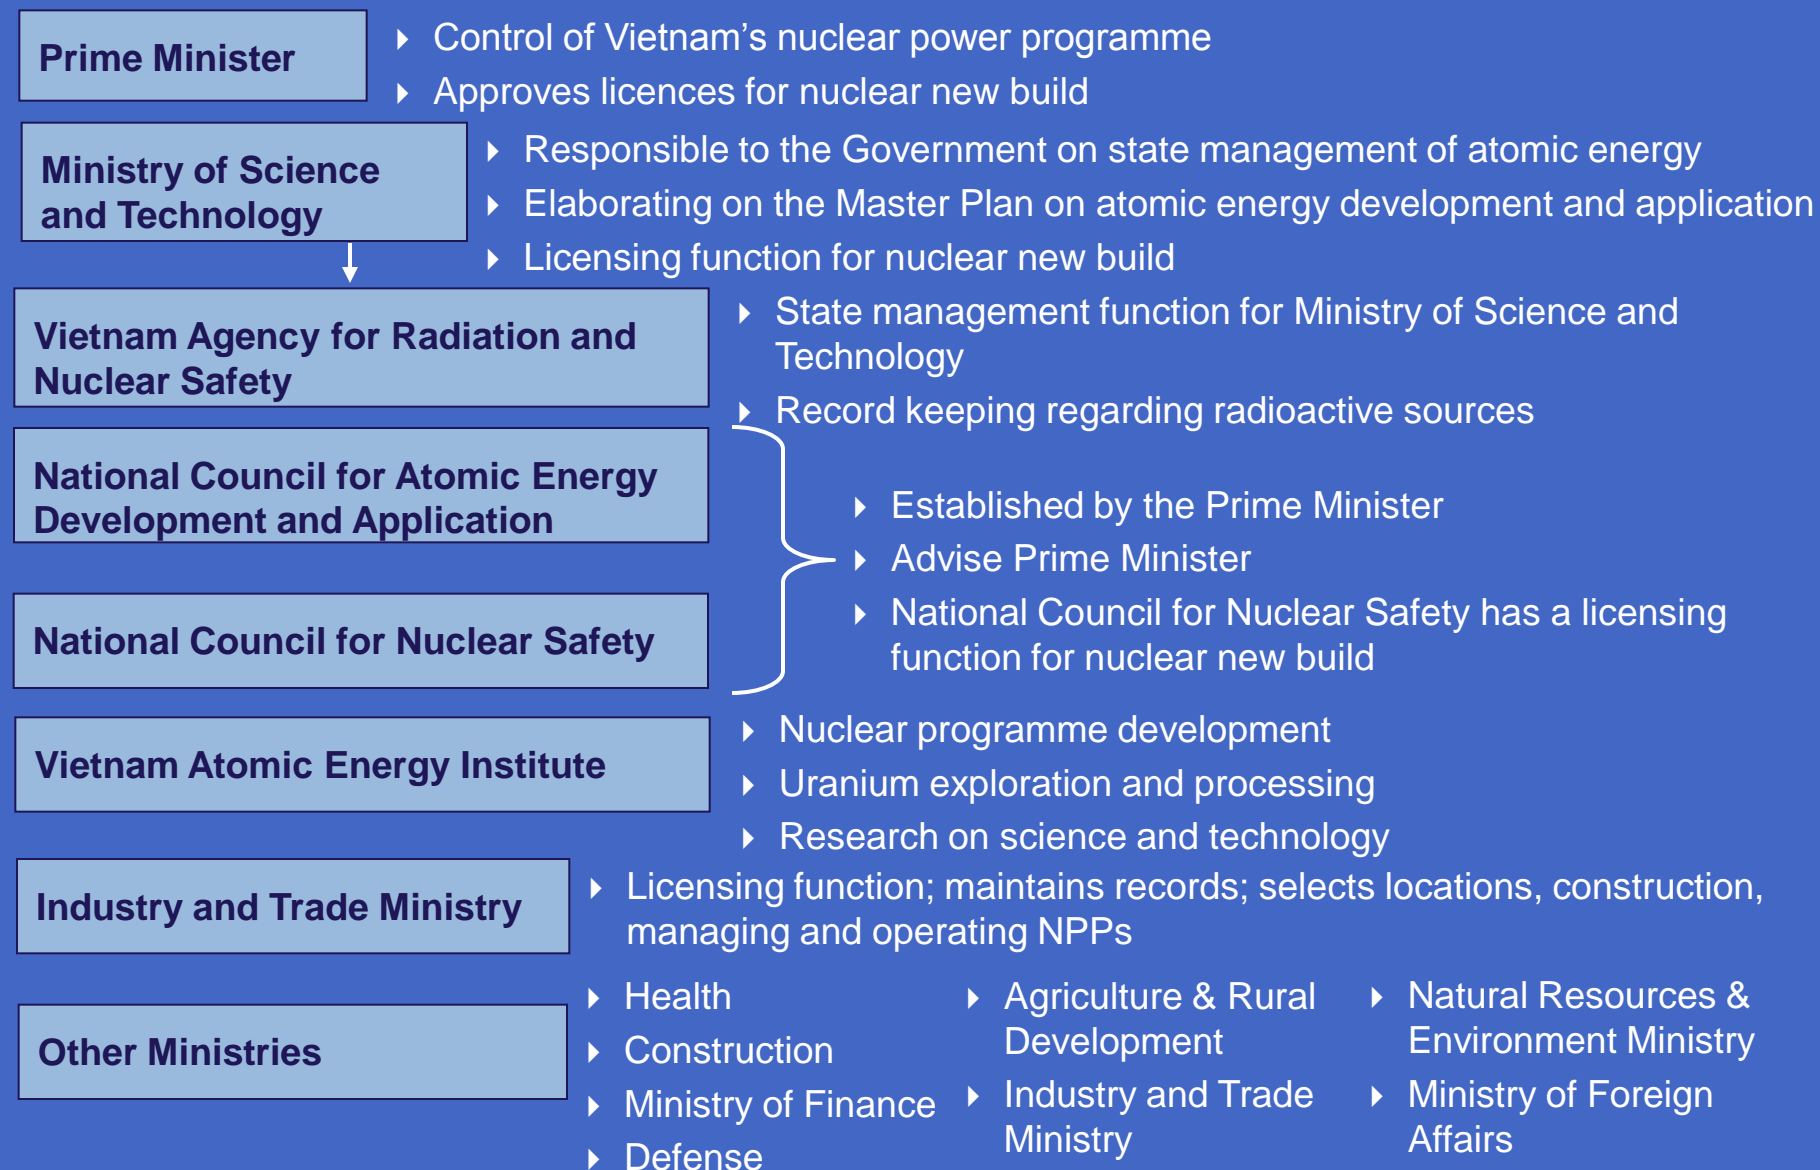 Prime Minister
Control of Vietnam’s nuclear power programme
Approves licences for nuclear new build
Ministry of Science
and Technology
Responsible to the Government on state management of atomic energy
Elaborating on the Master Plan on atomic energy development and application
Licensing function for nuclear new build
Vietnam Agency for Radiation and
Nuclear Safety
State management function for Ministry of Science and
Technology
Record keeping regarding radioactive sources
National Council for Atomic Energy
Development and Application
National Council for Nuclear Safety
Established by the Prime Minister
Advise Prime Minister
National Council for Nuclear Safety has a licensing
function for nuclear new build
Vietnam Atomic Energy Institute
Nuclear programme development
Uranium exploration and processing
Research on science and technology
Industry and Trade Ministry
Licensing function; maintains records; selects locations, construction,
managing and operating NPPs
Other Ministries
Health
Construction
Ministry of Finance
Defense
Agriculture & Rural
Development
Industry and Trade
Ministry
Natural Resources &
Environment Ministry
Ministry of Foreign
Affairs